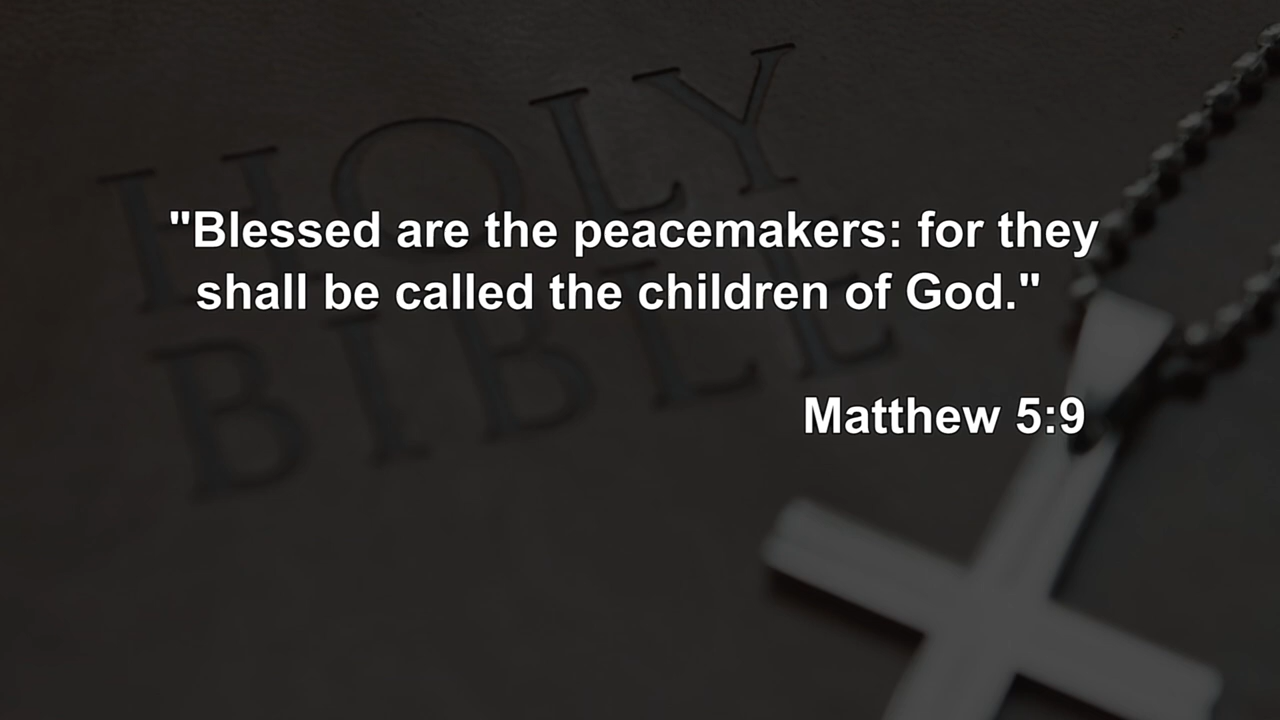 HOLY
BIBLE
"Blessed are the peacemakers: for they
shall be called the children of God."
Matthew 5:9